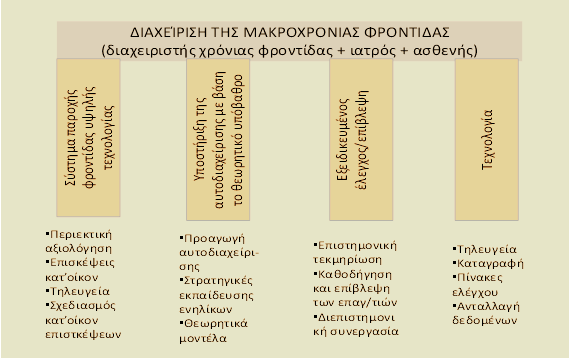 ΔΙΑΧΕΊΡΙΣΗ ΤΗΣ ΜΑΚΡΟΧΡΟΝΙΑΣ ΦΡΟΝΤΙΔΑΣ
(διαχειριστής χρόνιας φροντίδας + ιατρός + ασθενής)
Σύστημα παροχής
φροντίδας υψηλής
τεχνολογίας
▪Περιεκτική
αξιολόγηση
▪Επισκέψεις
κατ'οίκον
▪Τηλευγεία
▪Σχεδιασμός
κατ'οίκον
επισκέψεων
Υποστήριξη της
αυτοδιαχείρισης με βάση
το θεωρητικό υπόβαθρο
▪Προαγωγή
αυτοδιαχείρι-
σης
▪Στρατηγικές
εκπαίδευσης
ενηλίκων
▪Θεωρητικά
μοντέλα
Εξειδικευμένος
έλεγχος/επίβλεψη
▪Επιστημονική
τεκμηρίωση
▪Καθοδήγηση
και επίβλεψη
των επαγ/τιών
▪Διεπιστημονι
κή συνεργασία
Τεχνολογία
▪Τηλευγεία
▪Καταγραφή
▪Πίνακες
ελέγχου
▪Ανταλλαγή
δεδομένων